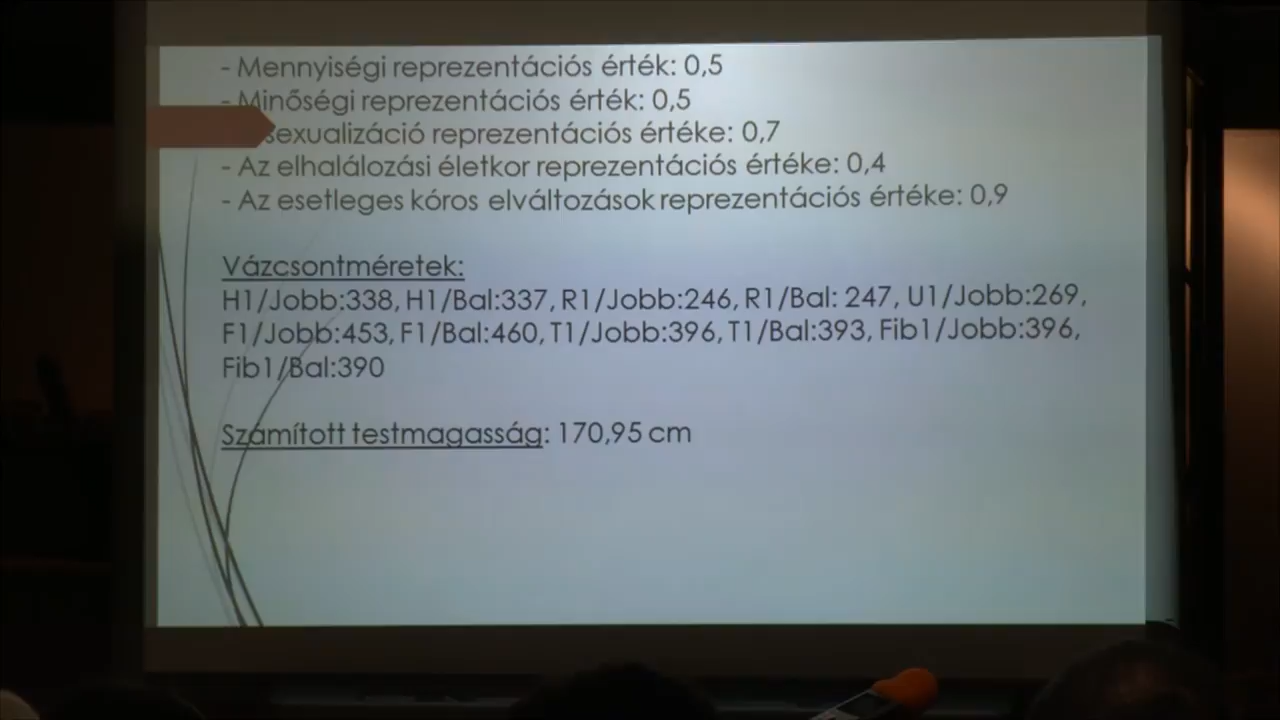 - Mennyiségi reprezentációs érték: 0,5
- Minőségi reprezentációs érték: 0,5
sexualizáció reprezentációs értéke: 0,7
- Az elhalálozási életkor reprezentációs értéke: 0,4
- Az esetleges kóros elváltozások reprezentációs értéke: 0,9
Vázcsontméretek:
H1/Jobb:338, H1/Bal:337, R1/Jobb:246, R1/Bal: 247, U1/Jobb:269,
F1/Jobb:453, F1/Bal:460, T1/Jobb:396, T1/Bal:393, Fib1/Jobb:396,
Fib1/Bal:390
Számított testmagasság: 170,95 cm